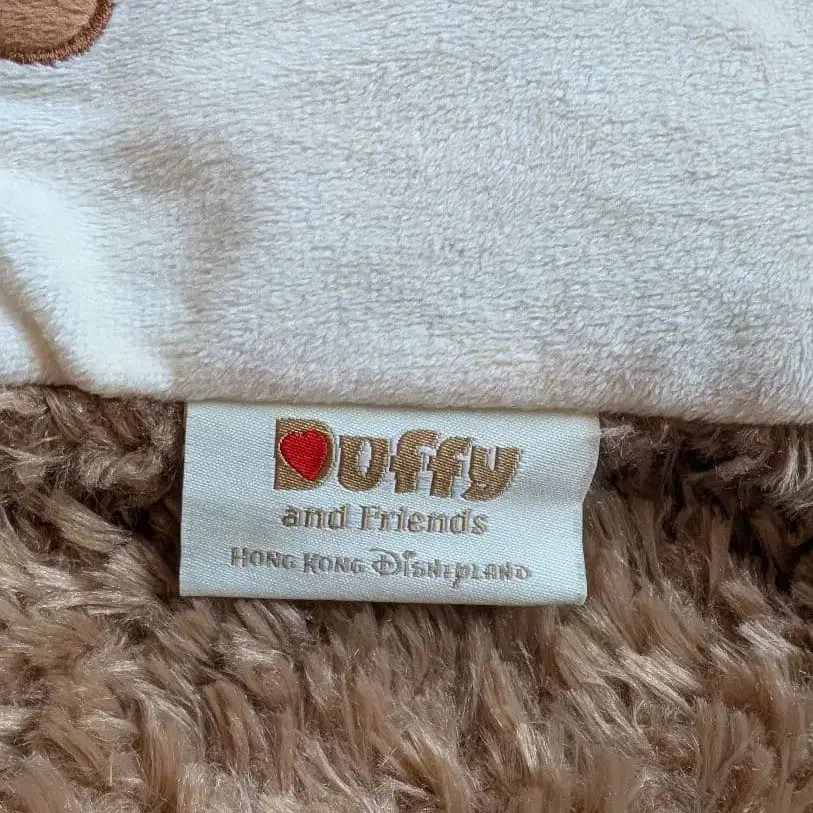 Duffy
and Friends
HONG KONG DISNEYLAND